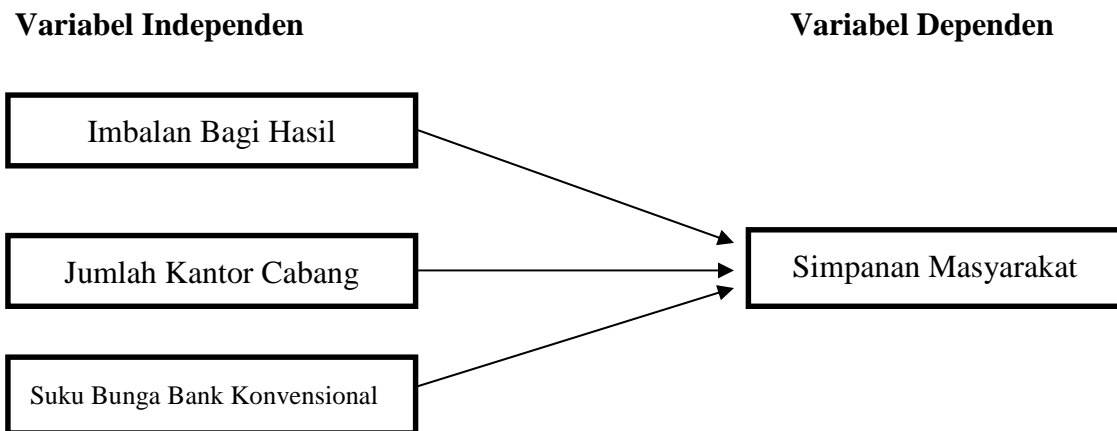 Variabel Independen
Variabel Dependen
Imbalan Bagi Hasil
Jumlah Kantor Cabang
Simpanan Masyarakat
Suku Bunga Bank Konvensional